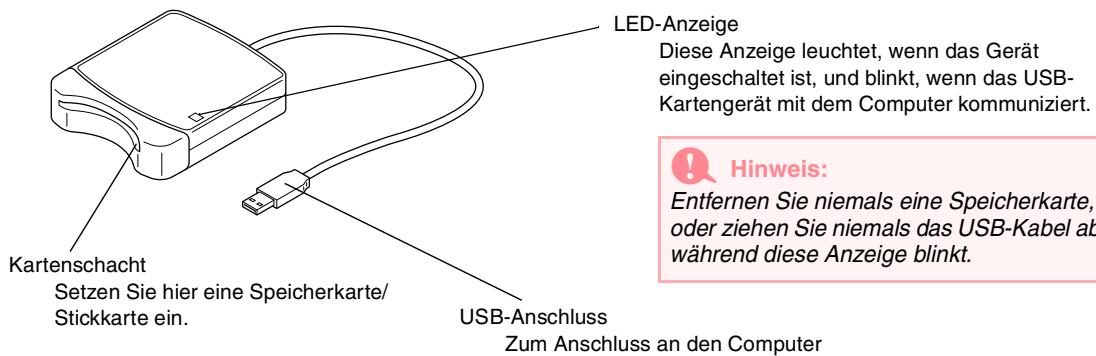 LED-Anzeige
Diese Anzeige leuchtet, wenn das Gerät
eingeschaltet ist, und blinkt, wenn das USB-
Kartengerät mit dem Computer kommuniziert.
Hinweis:
Entfernen Sie niemals eine Speicherkarte,
oder ziehen Sie niemals das USB-Kabel ab
während diese Anzeige blinkt.
Kartenschacht
Setzen Sie hier eine Speicherkarte/
Stickkarte ein.
USB-Anschluss
Zum Anschluss an den Computer